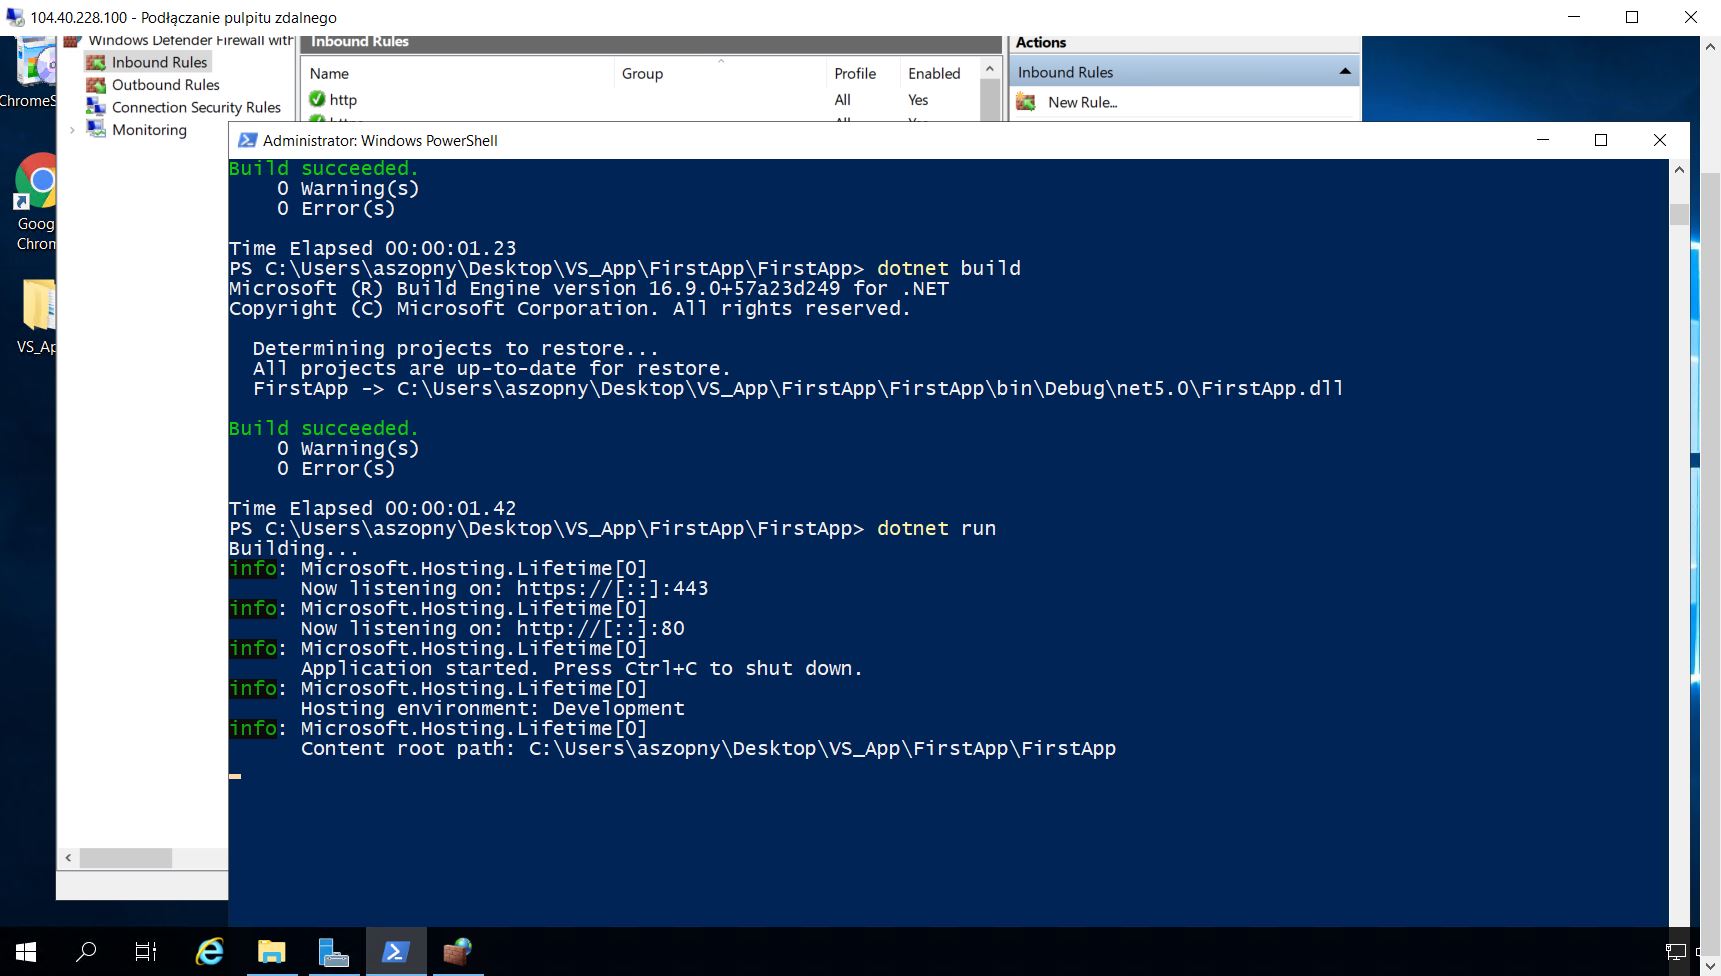 104.40.228.100 - Podłączanie pulpitu zdalnego
Windows Defender Firewall with
Inbound Rules
Outbound Rules
Connection Security Rules
Monitoring
Inbound Rules
Name Group Profile Enabled
http All Yes
Actions
Inbound Rules
New Rule...
ChromeS
Goog
Chrom
VS_Ap
Administrator: Windows PowerShell
Build succeeded.
0 Warning(s)
0 Error(s)
Time Elapsed 00:00:01.23
PS C:\Users\aszopny\Desktop\VS_App\FirstApp\FirstApp> dotnet build
Microsoft (R) Build Engine version 16.9.0+57a23d249 for .NET
Copyright (C) Microsoft Corporation. All rights reserved.
Determining projects to restore...
All projects are up-to-date for restore.
FirstApp -> C:\Users\aszopny\Desktop\VS_App\FirstApp\FirstApp\bin\Debug\net5.0\FirstApp.dll
Build succeeded.
0 Warning(s)
0 Error(s)
Time Elapsed 00:00:01.42
PS C:\Users\aszopny\Desktop\VS_App\FirstApp\FirstApp> dotnet run
Building...
info: Microsoft.Hosting.Lifetime[0]
Now listening on: https://[::]:443
info: Microsoft.Hosting.Lifetime[0]
Now listening on: http://[::]:80
info: Microsoft.Hosting.Lifetime[0]
Application started. Press Ctrl+C to shut down.
info: Microsoft.Hosting.Lifetime[0]
Hosting environment: Development
info: Microsoft.Hosting.Lifetime[0]
Content root path: C:\Users\aszopny\Desktop\VS_App\FirstApp\FirstApp